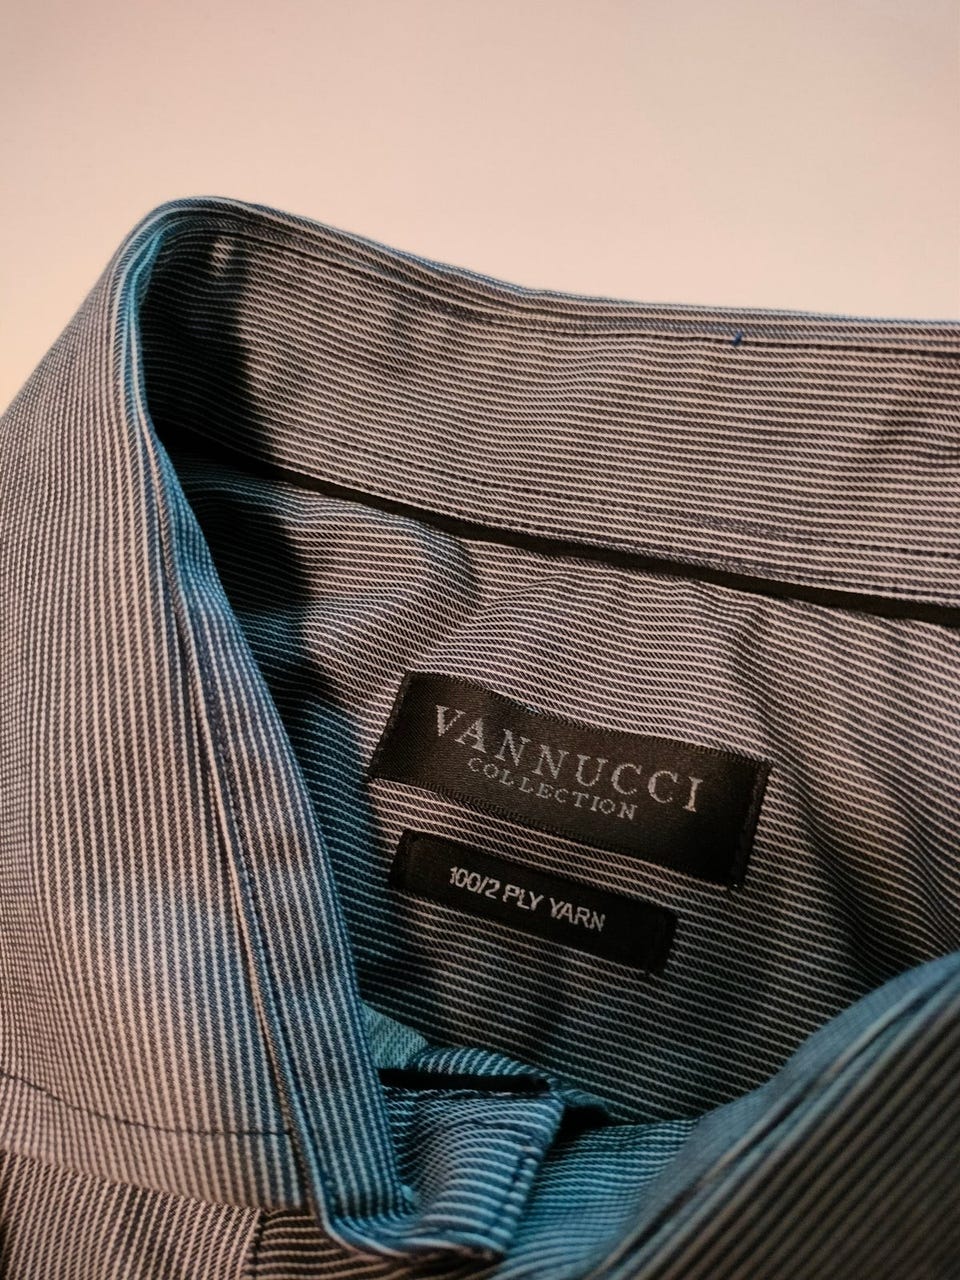 VANNUCCI
COLLECTION
100/2 PLY YARN